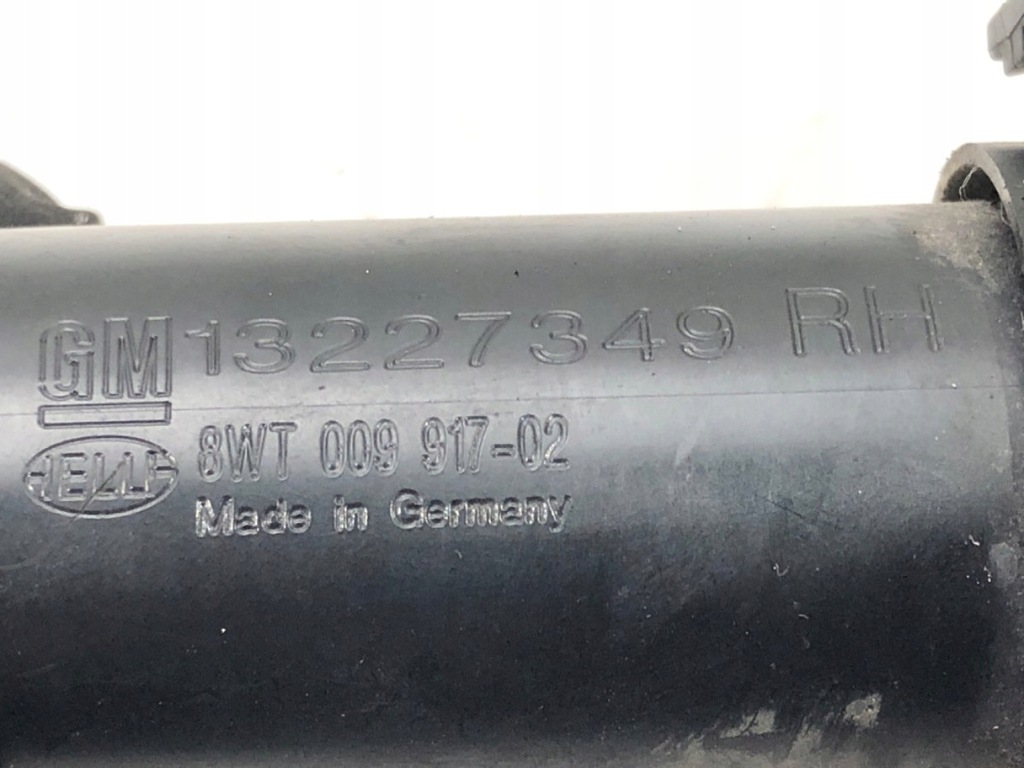 GM 13227349 RH
HELLA 8WT 009 917-02
Made in Germany